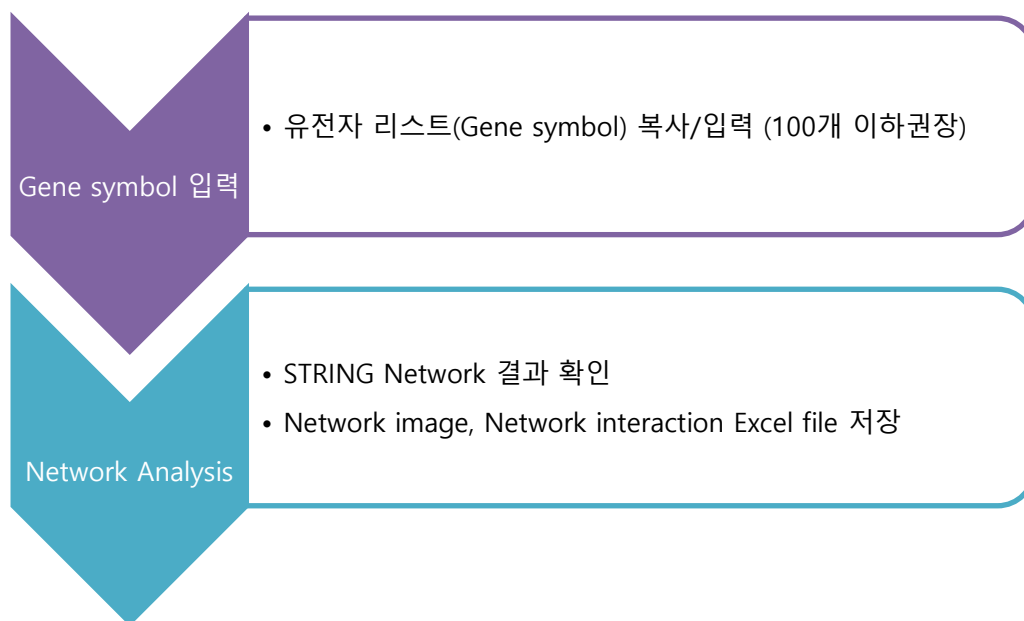 Gene symbol 입력
• 유전자 리스트(Gene symbol) 복사/입력 (100개 이하권장)
Network Analysis
• STRING Network 결과 확인
• Network image, Network interaction Excel file 저장